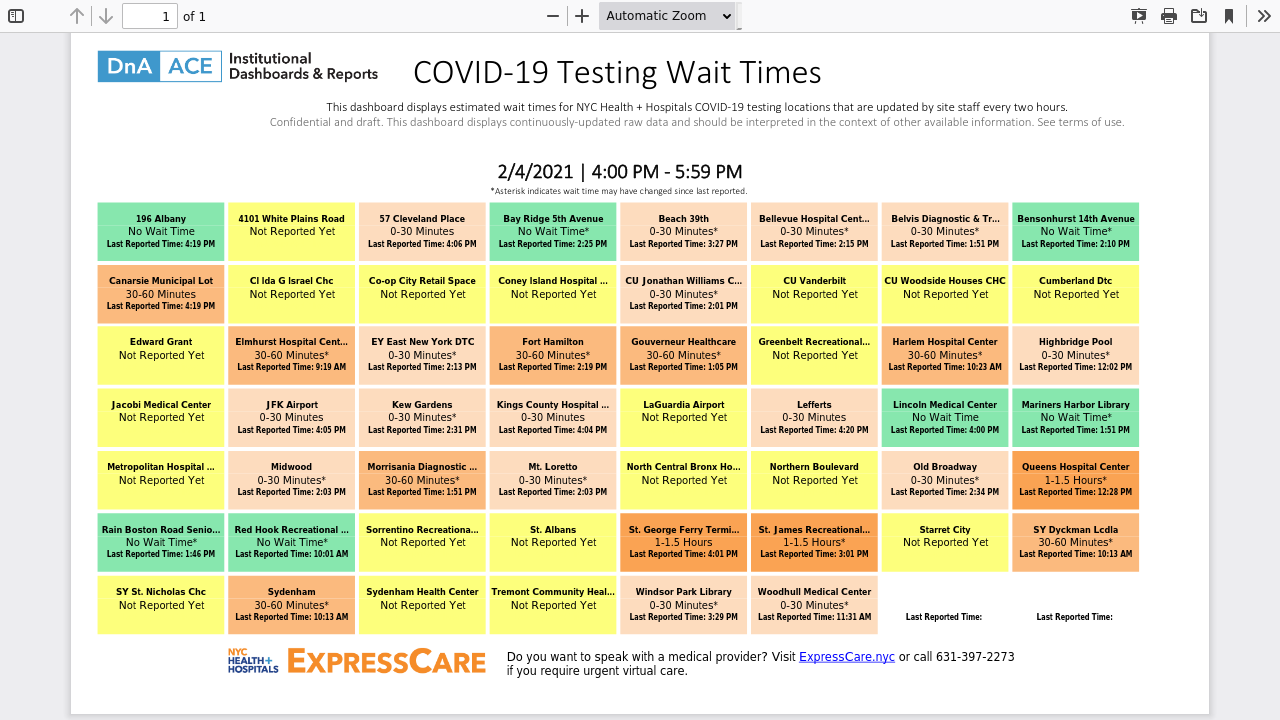 1 of 1 Automatic Zoom
DnA ACE Institutional
Dashboards & Reports
COVID-19 Testing Wait Times
This dashboard displays estimated wait times for NYC Health + Hospitals COVID-19 testing locations that are updated by site staff every two hours.
Confidential and draft. This dashboard displays continuously-updated raw data and should be interpreted in the context of other available information. See terms of use.
2/4/2021 | 4:00 PM - 5:59 PM
*Asterisk indicates wait time may have changed since last reported.
196 Albany
No Wait Time
Last Reported Time: 4:19 PM
4101 White Plains Road
Not Reported Yet
57 Cleveland Place
0-30 Minutes
Last Reported Time: 4:06 PM
Bay Ridge 5th Avenue
No Wait Time*
Last Reported Time: 2:25 PM
Beach 39th
0-30 Minutes*
Last Reported Time: 3:27 PM
Bellevue Hospital Cent...
0-30 Minutes*
Last Reported Time: 2:15 PM
Belvis Diagnostic & Tr...
0-30 Minutes*
Last Reported Time: 1:51 PM
Bensonhurst 14th Avenue
No Wait Time*
Last Reported Time: 2:10 PM
Canarsie Municipal Lot
30-60 Minutes
Last Reported Time: 4:19 PM
CI Ida G Israel Chc
Not Reported Yet
Co-op City Retail Space
Not Reported Yet
Coney Island Hospital ...
Not Reported Yet
CU Jonathan Williams C...
0-30 Minutes*
Last Reported Time: 2:01 PM
CU Vanderbilt
Not Reported Yet
CU Woodside Houses CHC
Not Reported Yet
Cumberland Dtc
Not Reported Yet
Edward Grant
Not Reported Yet
Elmhurst Hospital Cent...
30-60 Minutes*
Last Reported Time: 9:19 AM
EY East New York DTC
0-30 Minutes*
Last Reported Time: 2:13 PM
Fort Hamilton
30-60 Minutes*
Last Reported Time: 2:19 PM
Gouverneur Healthcare
30-60 Minutes*
Last Reported Time: 1:05 PM
Greenbelt Recreational...
Not Reported Yet
Harlem Hospital Center
30-60 Minutes*
Last Reported Time: 10:23 AM
Highbridge Pool
0-30 Minutes*
Last Reported Time: 12:02 PM
Jacobi Medical Center
Not Reported Yet
JFK Airport
0-30 Minutes
Last Reported Time: 4:05 PM
Kew Gardens
0-30 Minutes*
Last Reported Time: 2:31 PM
Kings County Hospital ...
0-30 Minutes
Last Reported Time: 4:04 PM
LaGuardia Airport
Not Reported Yet
Lefferts
0-30 Minutes
Last Reported Time: 4:20 PM
Lincoln Medical Center
No Wait Time
Last Reported Time: 4:00 PM
Mariners Harbor Library
No Wait Time*
Last Reported Time: 1:51 PM
Metropolitan Hospital ...
Not Reported Yet
Midwood
0-30 Minutes*
Last Reported Time: 2:03 PM
Morrisania Diagnostic ...
30-60 Minutes*
Last Reported Time: 1:51 PM
Mt. Loretto
0-30 Minutes*
Last Reported Time: 2:03 PM
North Central Bronx Ho...
Not Reported Yet
Northern Boulevard
Not Reported Yet
Old Broadway
0-30 Minutes*
Last Reported Time: 2:34 PM
Queens Hospital Center
1-1.5 Hours*
Last Reported Time: 12:28 PM
Rain Boston Road Senio...
No Wait Time*
Last Reported Time: 1:46 PM
Red Hook Recreational ...
No Wait Time*
Last Reported Time: 10:01 AM
Sorrentino Recreationa...
Not Reported Yet
St. Albans
Not Reported Yet
St. George Ferry Termi...
1-1.5 Hours
Last Reported Time: 4:01 PM
St. James Recreational...
1-1.5 Hours*
Last Reported Time: 3:01 PM
Starret City
Not Reported Yet
SY Dyckman Lcdla
30-60 Minutes*
Last Reported Time: 10:13 AM
SY St. Nicholas Chc
Not Reported Yet
Sydenham
30-60 Minutes*
Last Reported Time: 10:13 AM
Sydenham Health Center
Not Reported Yet
Tremont Community Heal...
Not Reported Yet
Windsor Park Library
0-30 Minutes*
Last Reported Time: 3:29 PM
Woodhull Medical Center
0-30 Minutes*
Last Reported Time: 11:31 AM
Last Reported Time:
Last Reported Time:
NYC
HEALTH+
HOSPITALS
EXPRESSCARE
Do you want to speak with a medical provider? Visit ExpressCare.nyc or call 631-397-2273
if you require urgent virtual care.